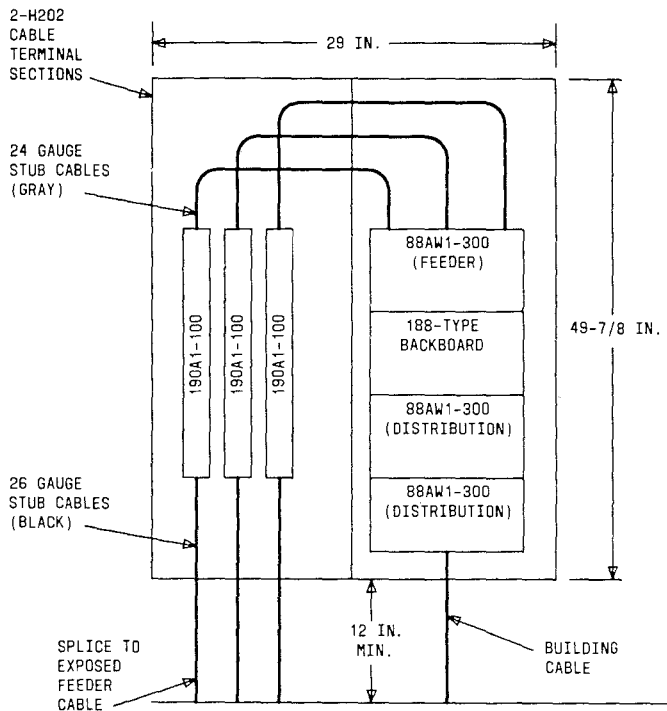 2-H202
CABLE
TERMINAL
SECTIONS
29 IN.
24 GAUGE
STUB CABLES
(GRAY)
88AW1-300
(FEEDER)
188-TYPE
BACKBOARD
88AW1-300
(DISTRIBUTION)
88AW1-300
(DISTRIBUTION)
190A1-100
190A1-100
190A1-100
49-7/8 IN.
26 GAUGE
STUB CABLES
(BLACK)
12 IN.
MIN.
SPLICE TO
EXPOSED
FEEDER
CABLE
BUILDING
CABLE